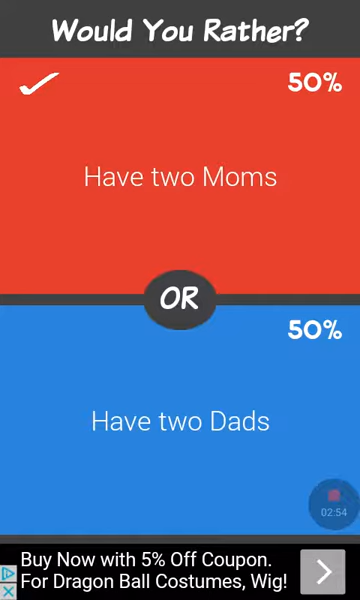 Would You Rather?
50%
Have two Moms
OR
50%
Have two Dads
02:54
Buy Now with 5% Off Coupon.
For Dragon Ball Costumes, Wig!